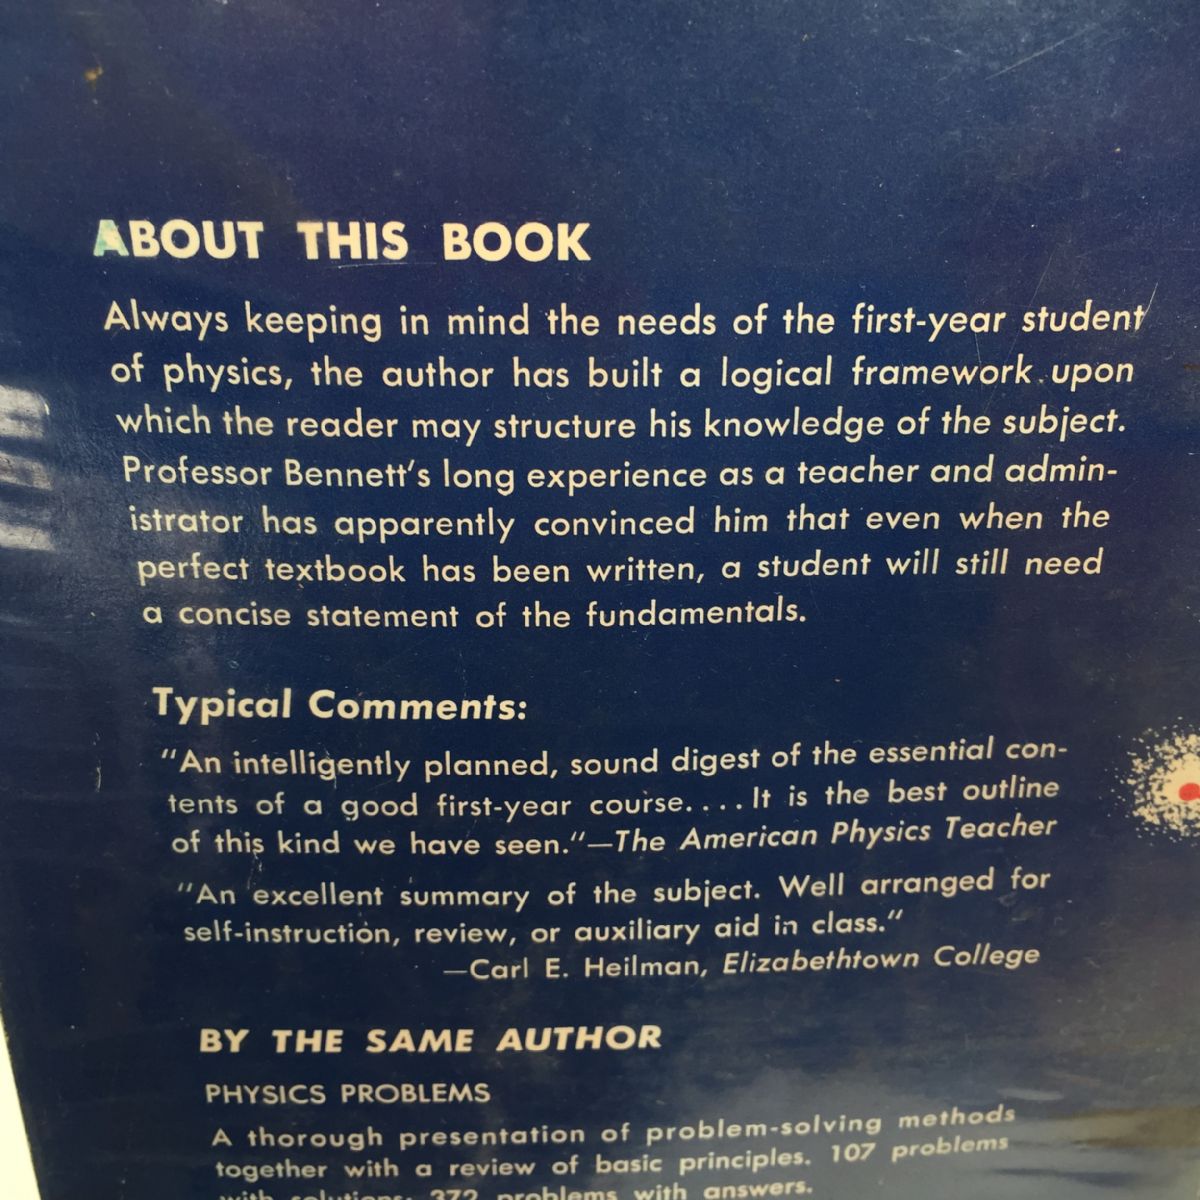 ABOUT THIS BOOK
Always keeping in mind the needs of the first-year student
of physics, the author has built a logical framework upon
which the reader may structure his knowledge of the subject.
Professor Bennett's long experience as a teacher and admin-
istrator has apparently convinced him that even when the
perfect textbook has been written, a student will still need
a concise statement of the fundamentals.
Typical Comments:
"An intelligently planned, sound digest of the essential con-
tents of a good first-year course.... It is the best outline
of this kind we have seen."—The American Physics Teacher
"An excellent summary of the subject. Well arranged for
self-instruction, review, or auxiliary aid in class."
—Carl E. Heilman, Elizabethtown College
BY THE SAME AUTHOR
PHYSICS PROBLEMS
A thorough presentation of problem-solving methods
together with a review of basic principles. 107 problems
with solutions; 372 problems with answers.